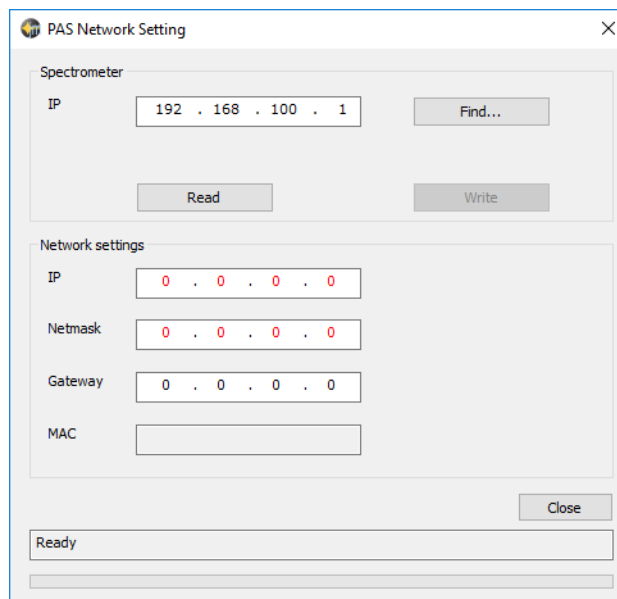 PAS Network Setting
Spectrometer
IP 192 . 168 . 100 . 1 Find...
Read Write
Network settings
IP 0 . 0 . 0 . 0
Netmask 0 . 0 . 0 . 0
Gateway 0 . 0 . 0 . 0
MAC
Close
Ready